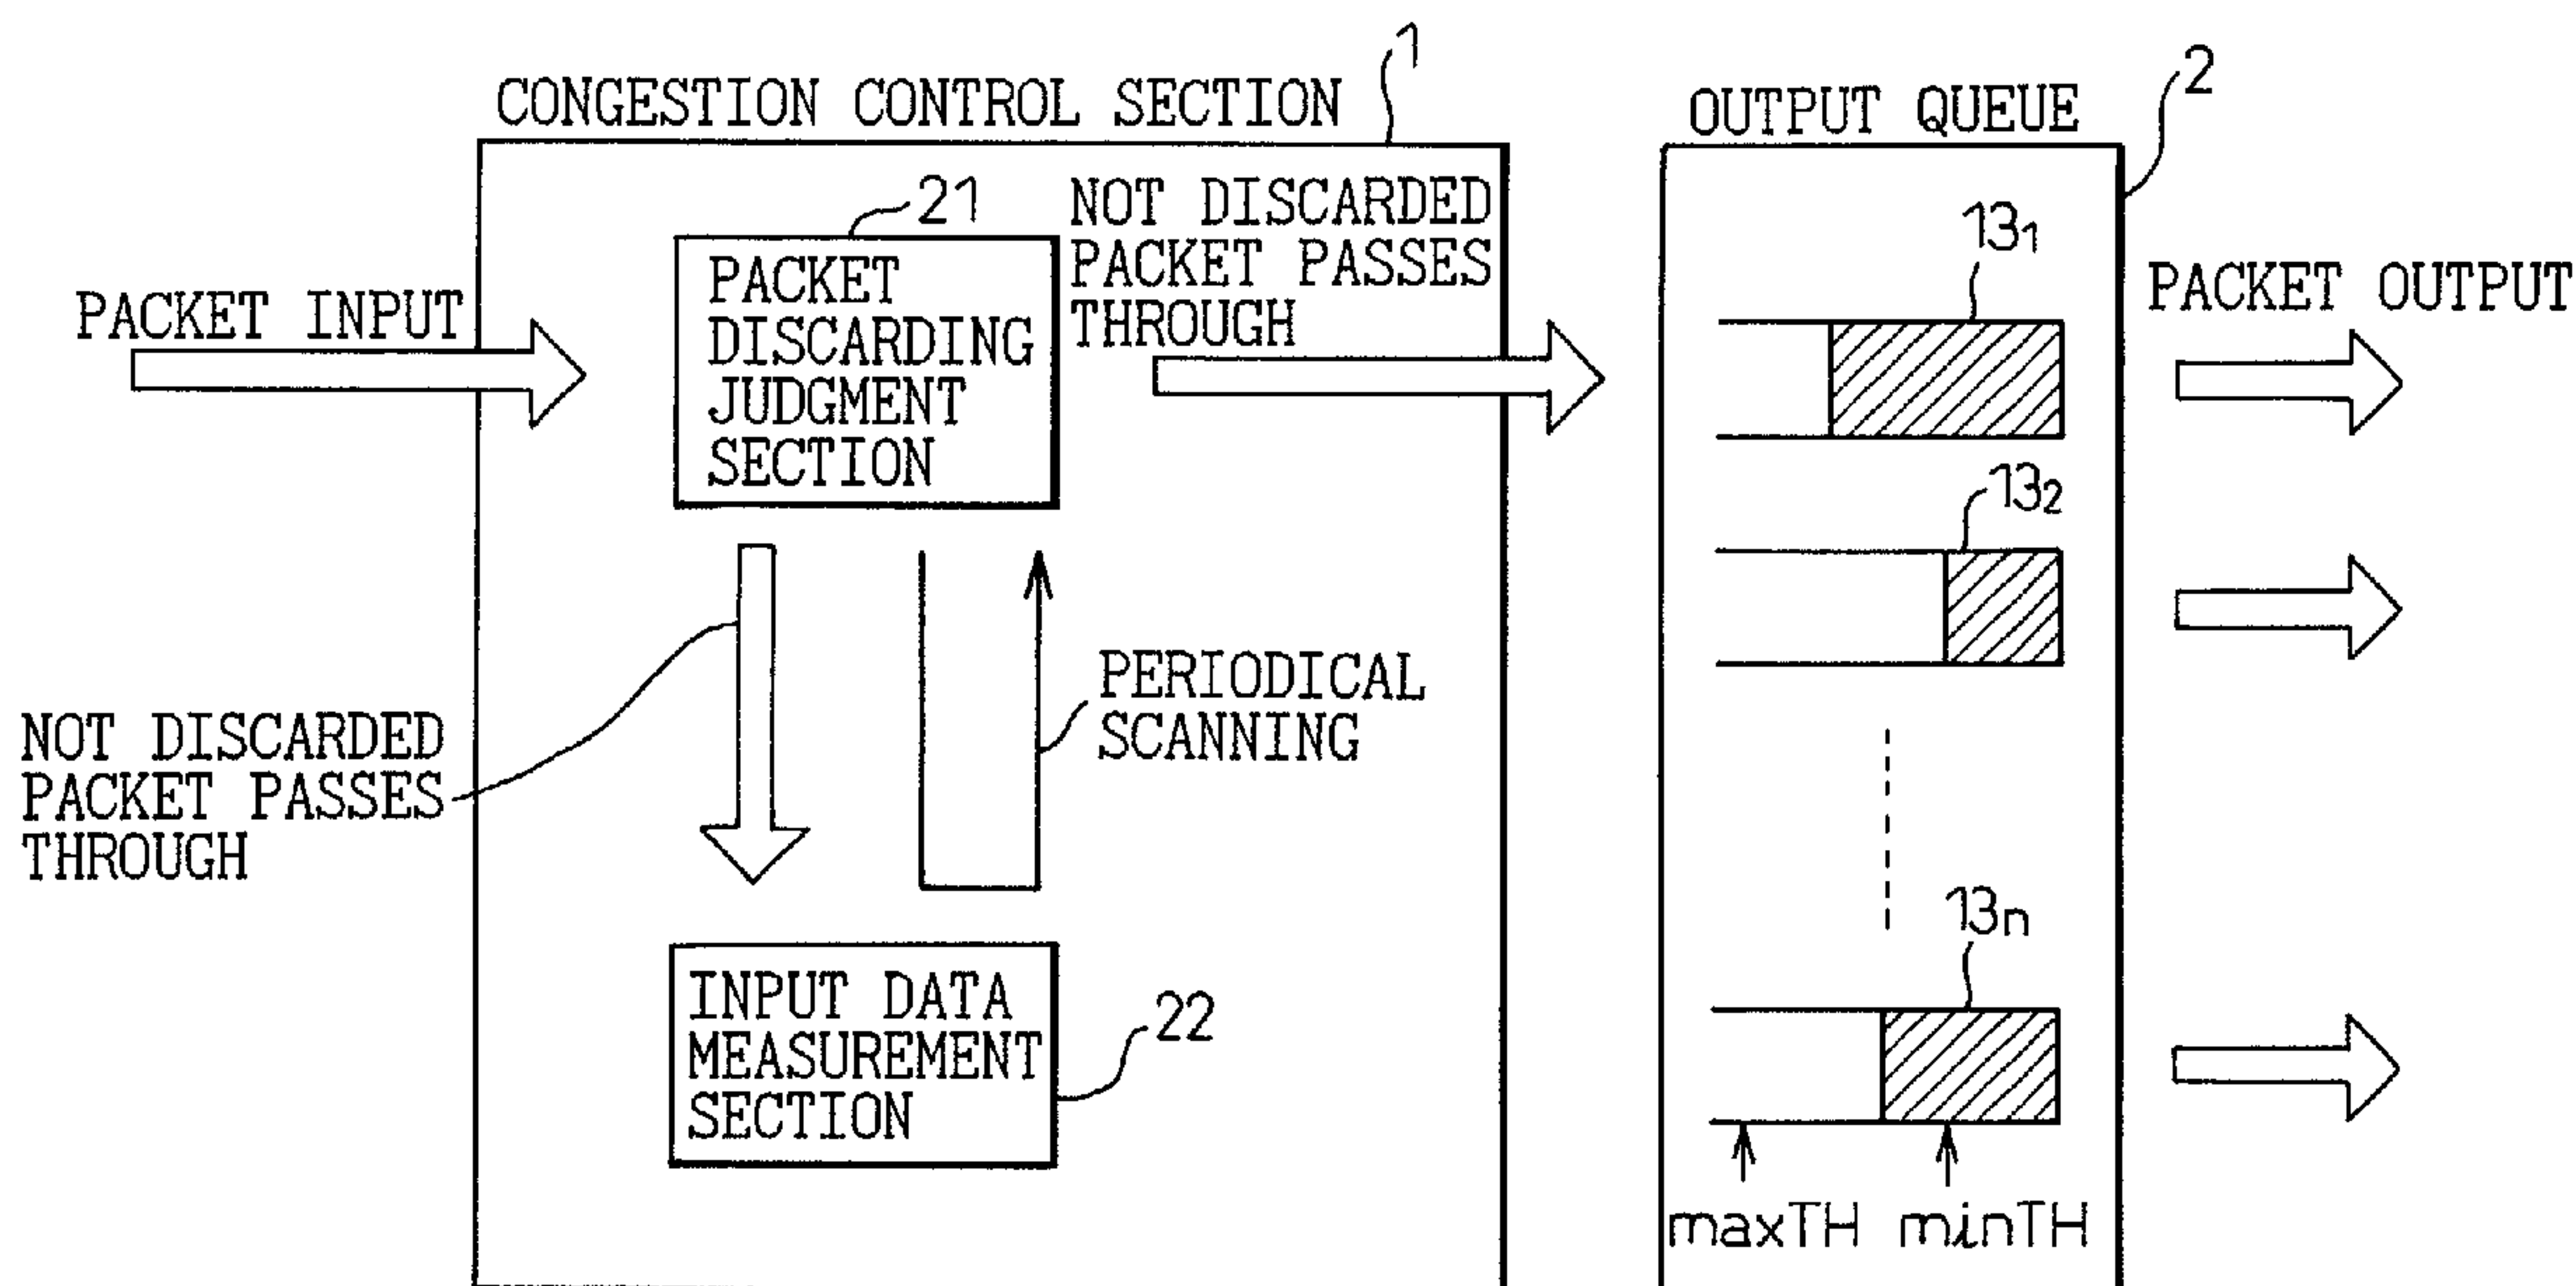 1
CONGESTION CONTROL SECTION
2
OUTPUT QUEUE
21
NOT DISCARDED
PACKET PASSES
THROUGH
PACKET
DISCARDING
JUDGMENT
SECTION
PACKET INPUT
13₁
PACKET OUTPUT
13₂
PERIODICAL
SCANNING
NOT DISCARDED
PACKET PASSES
THROUGH
13n
INPUT DATA
MEASUREMENT
SECTION
22
maxTH
minTH